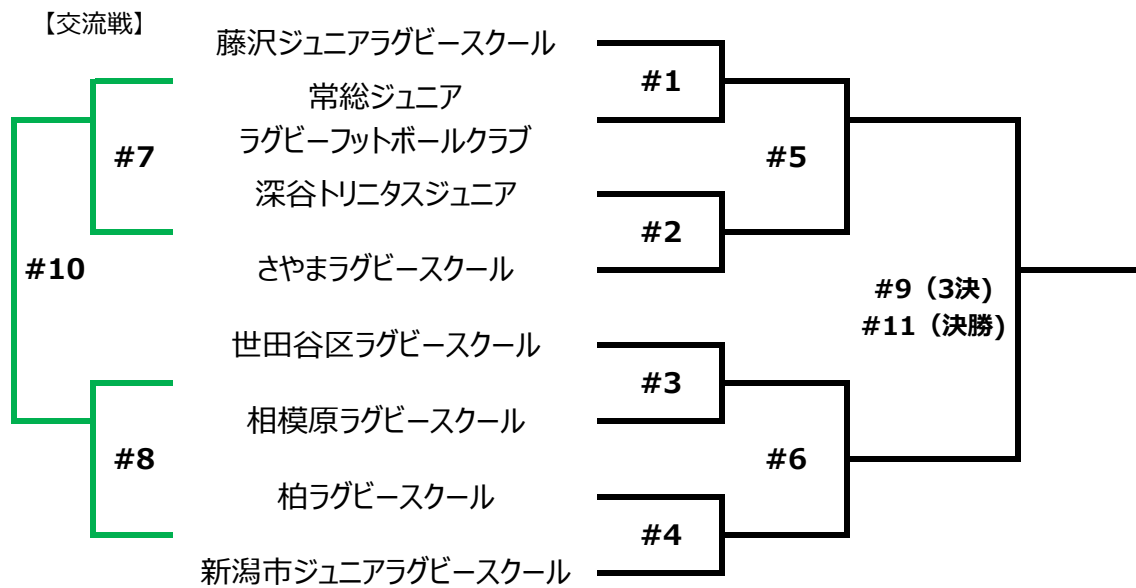 【交流戦】
藤沢ジュニアラグビースクール
#1
常総ジュニア
ラグビーフットボールクラブ
#7
#5
深谷トリニタスジュニア
#2
さやまラグビースクール
#10
#9（3決)
#11（決勝)
世田谷区ラグビースクール
#3
相模原ラグビースクール
#8
#6
柏ラグビースクール
#4
新潟市ジュニアラグビースクール